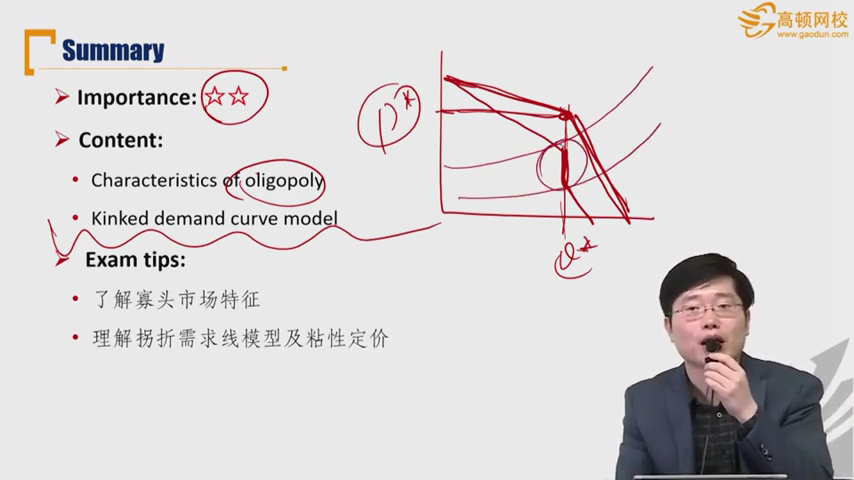 高顿网校
www.gaodun.com
Summary
Importance: ☆☆
P*
Content:
• Characteristics of oligopoly
• Kinked demand curve model
Q*
Exam tips:
• 了解寡头市场特征
• 理解拐折需求线模型及粘性定价